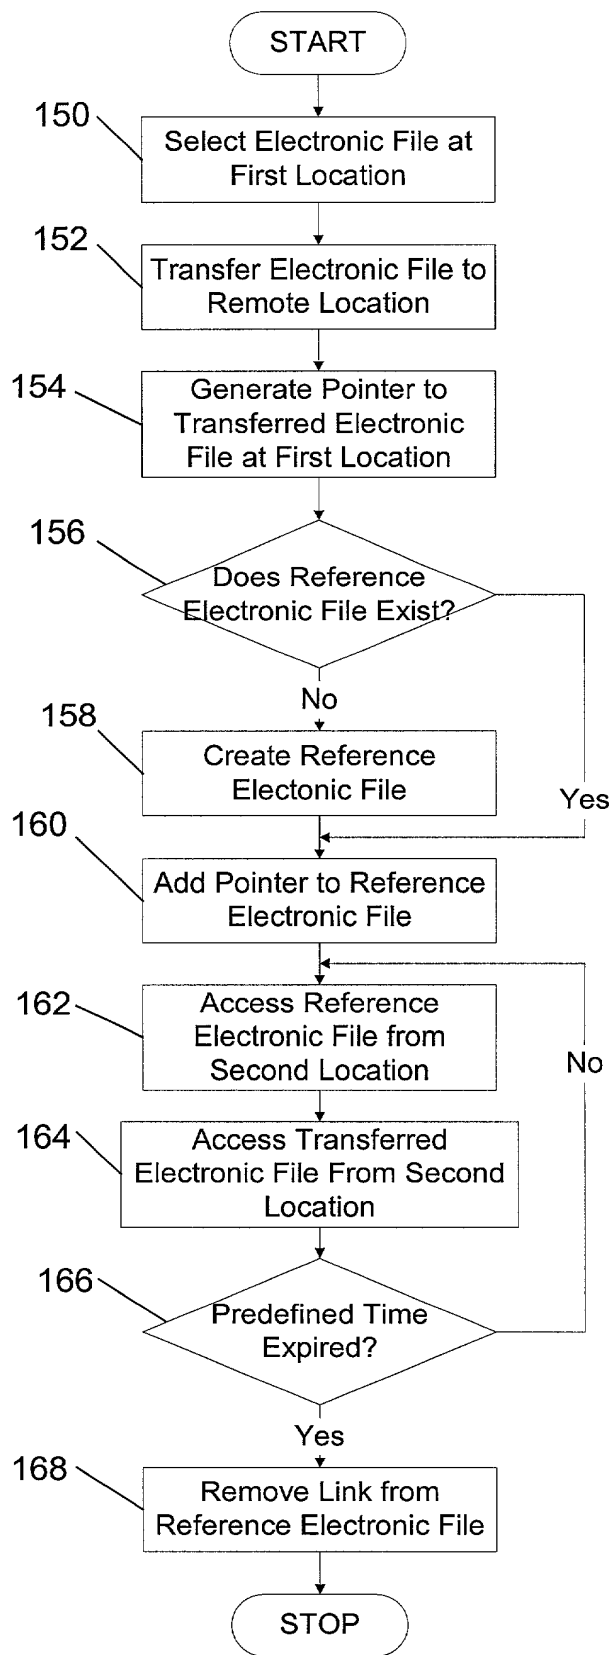 START
150
Select Electronic File at
First Location
152
Transfer Electronic File to
Remote Location
154
Generate Pointer to
Transferred Electronic
File at First Location
156
Does Reference
Electronic File Exist?
No
Yes
158
Create Reference
Electonic File
160
Add Pointer to Reference
Electronic File
162
Access Reference
Electronic File from
Second Location
No
164
Access Transferred
Electronic File From Second
Location
166
Predefined Time
Expired?
Yes
168
Remove Link from
Reference Electronic File
STOP